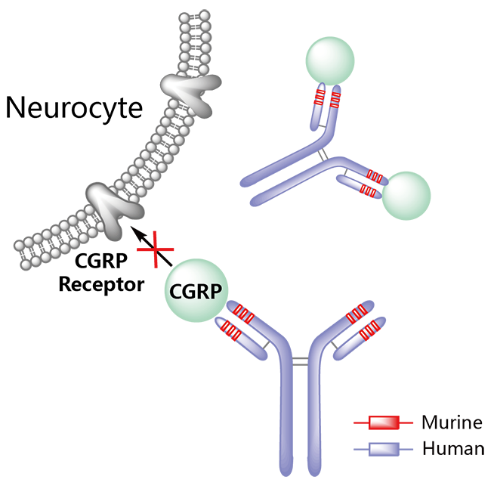 Neurocyte
CGRP
Receptor
CGRP
Murine
Human